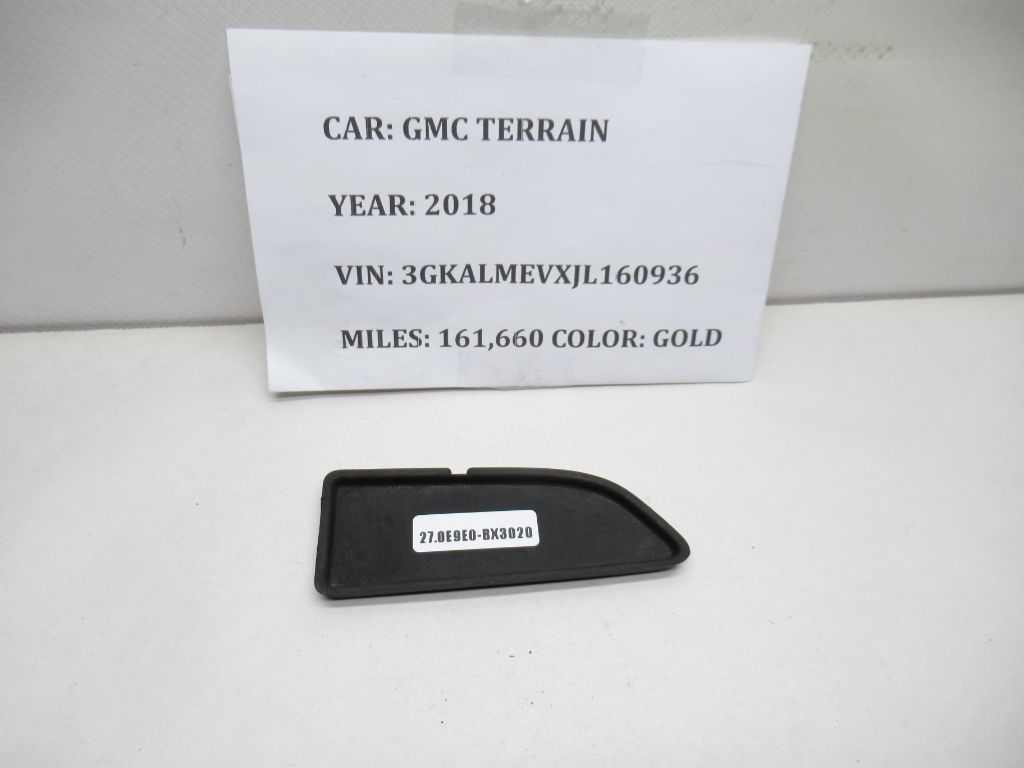 CAR: GMC TERRAIN
YEAR: 2018
VIN: 3GKALMEVXJL160936
MILES: 161,660 COLOR: GOLD
27.0E9E0-BX3020